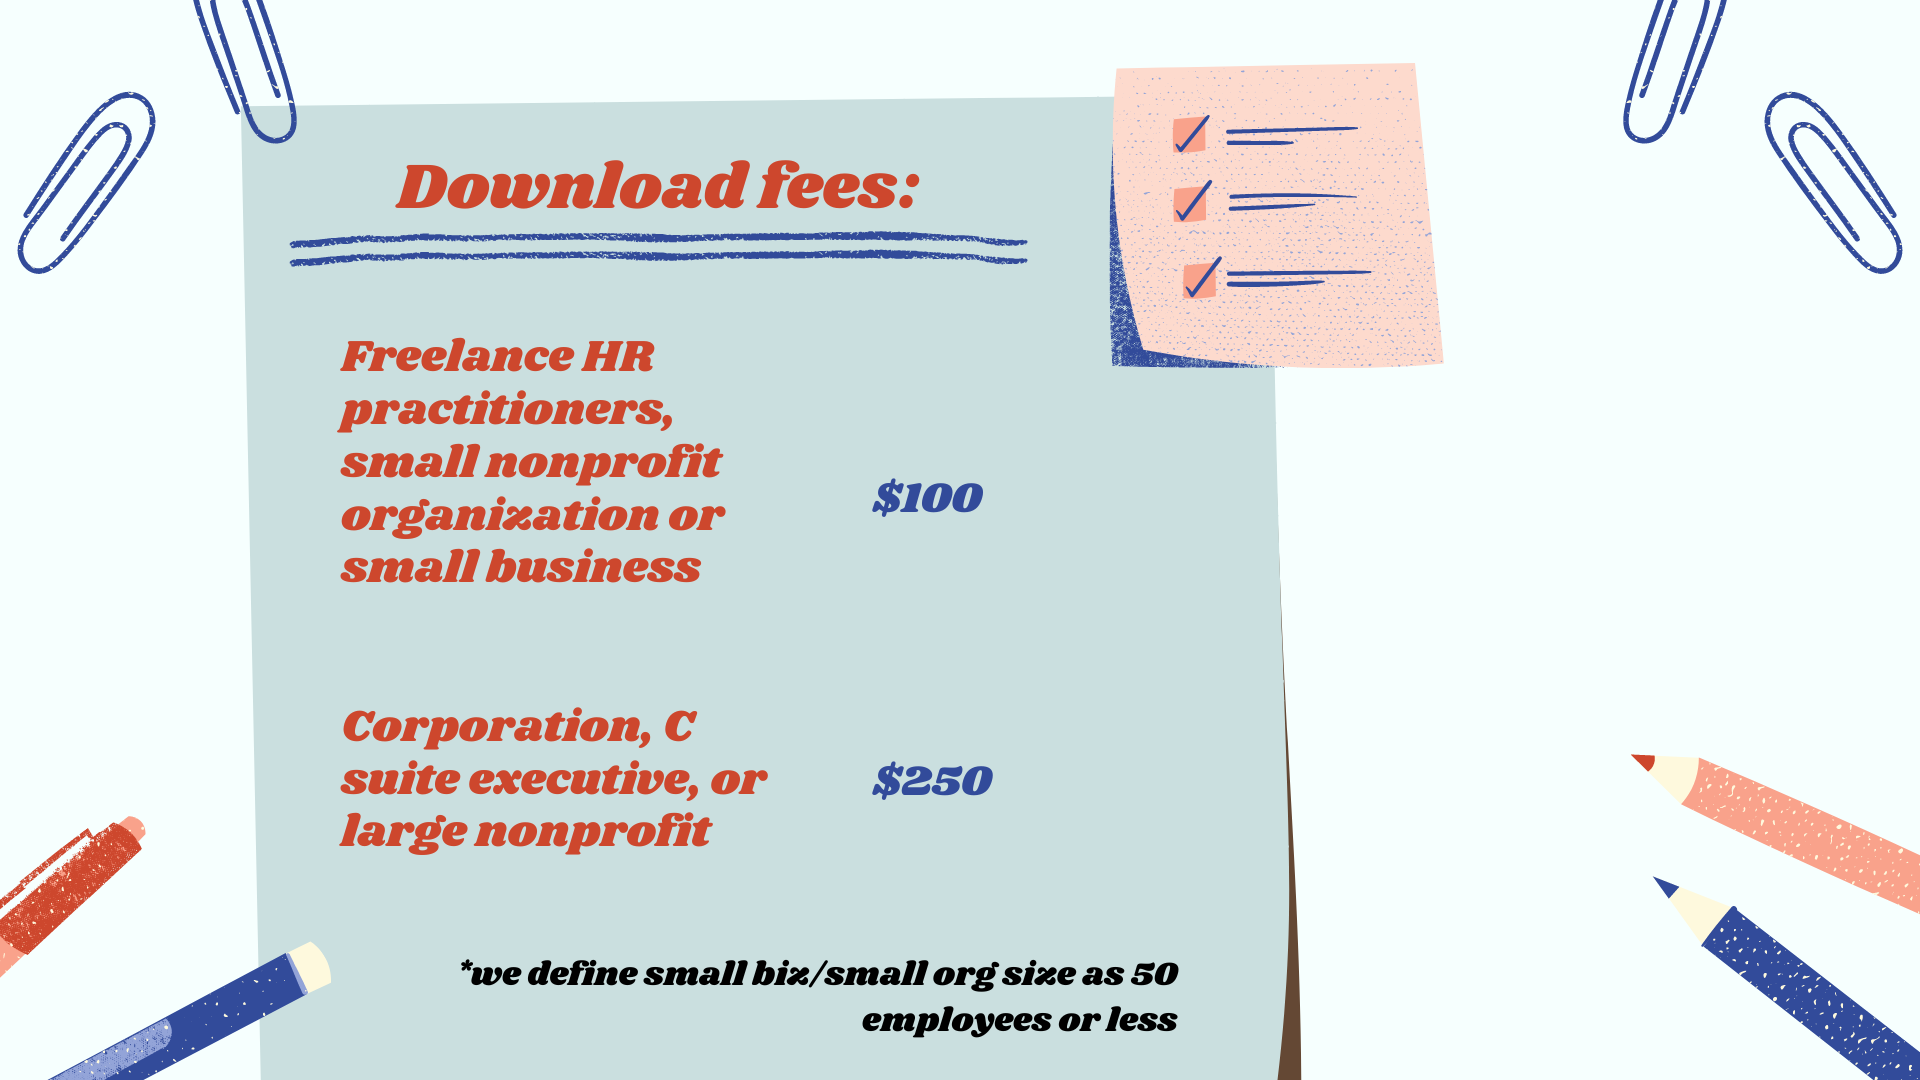 Download fees:
Freelance HR
practitioners,
small nonprofit
organization or
small business
$100
Corporation, C
suite executive, or
large nonprofit
$250
*we define small biz/small org size as 50
employees or less